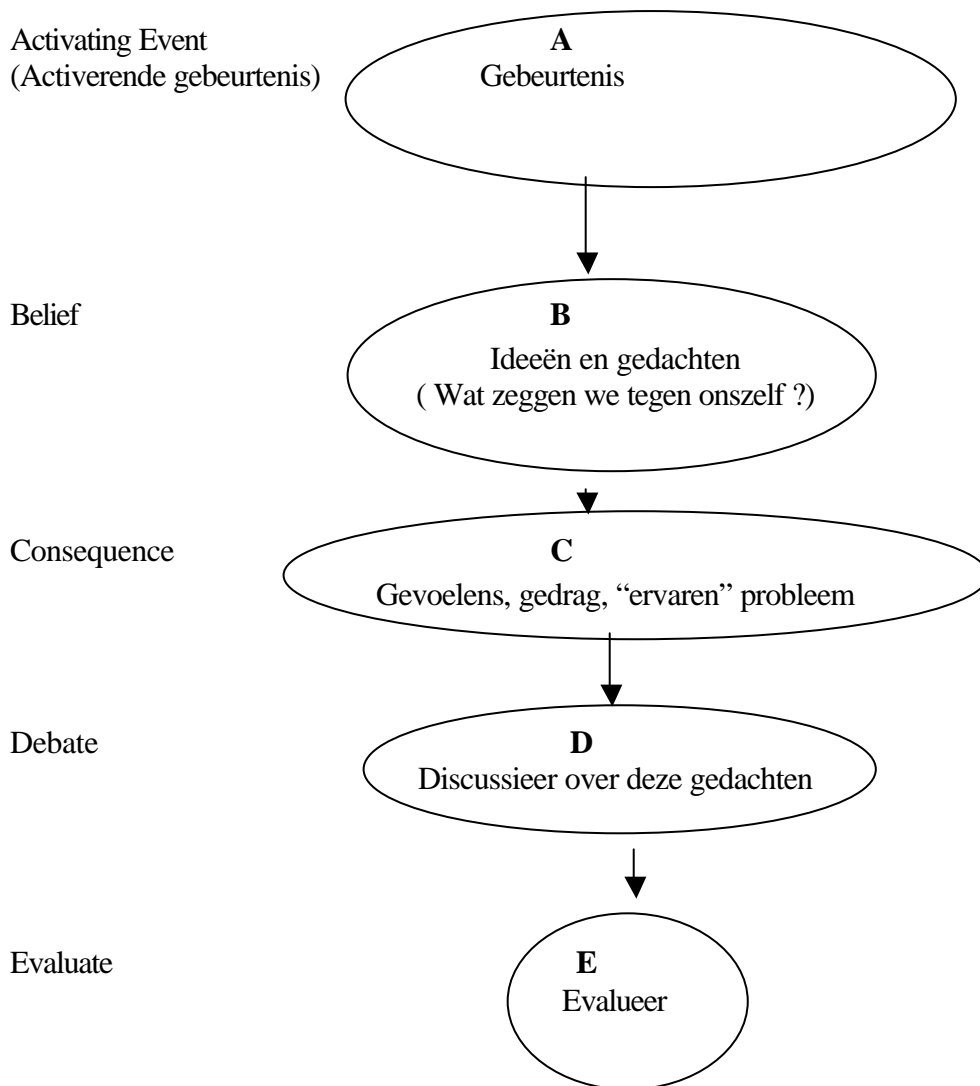 Activating Event
(Activerende gebeurtenis)
A
Gebeurtenis
Belief
B
Ideeën en gedachten
( Wat zeggen we tegen onszelf ?)
Consequence
C
Gevoelens, gedrag, “ervaren” probleem
Debate
D
Discussieer over deze gedachten
Evaluate
E
Evalueer